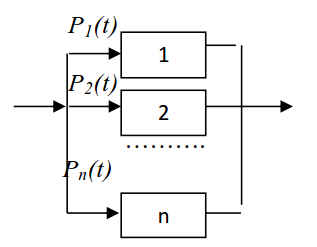 P1(t)
1
P2(t)
2
..........
Pn(t)
n